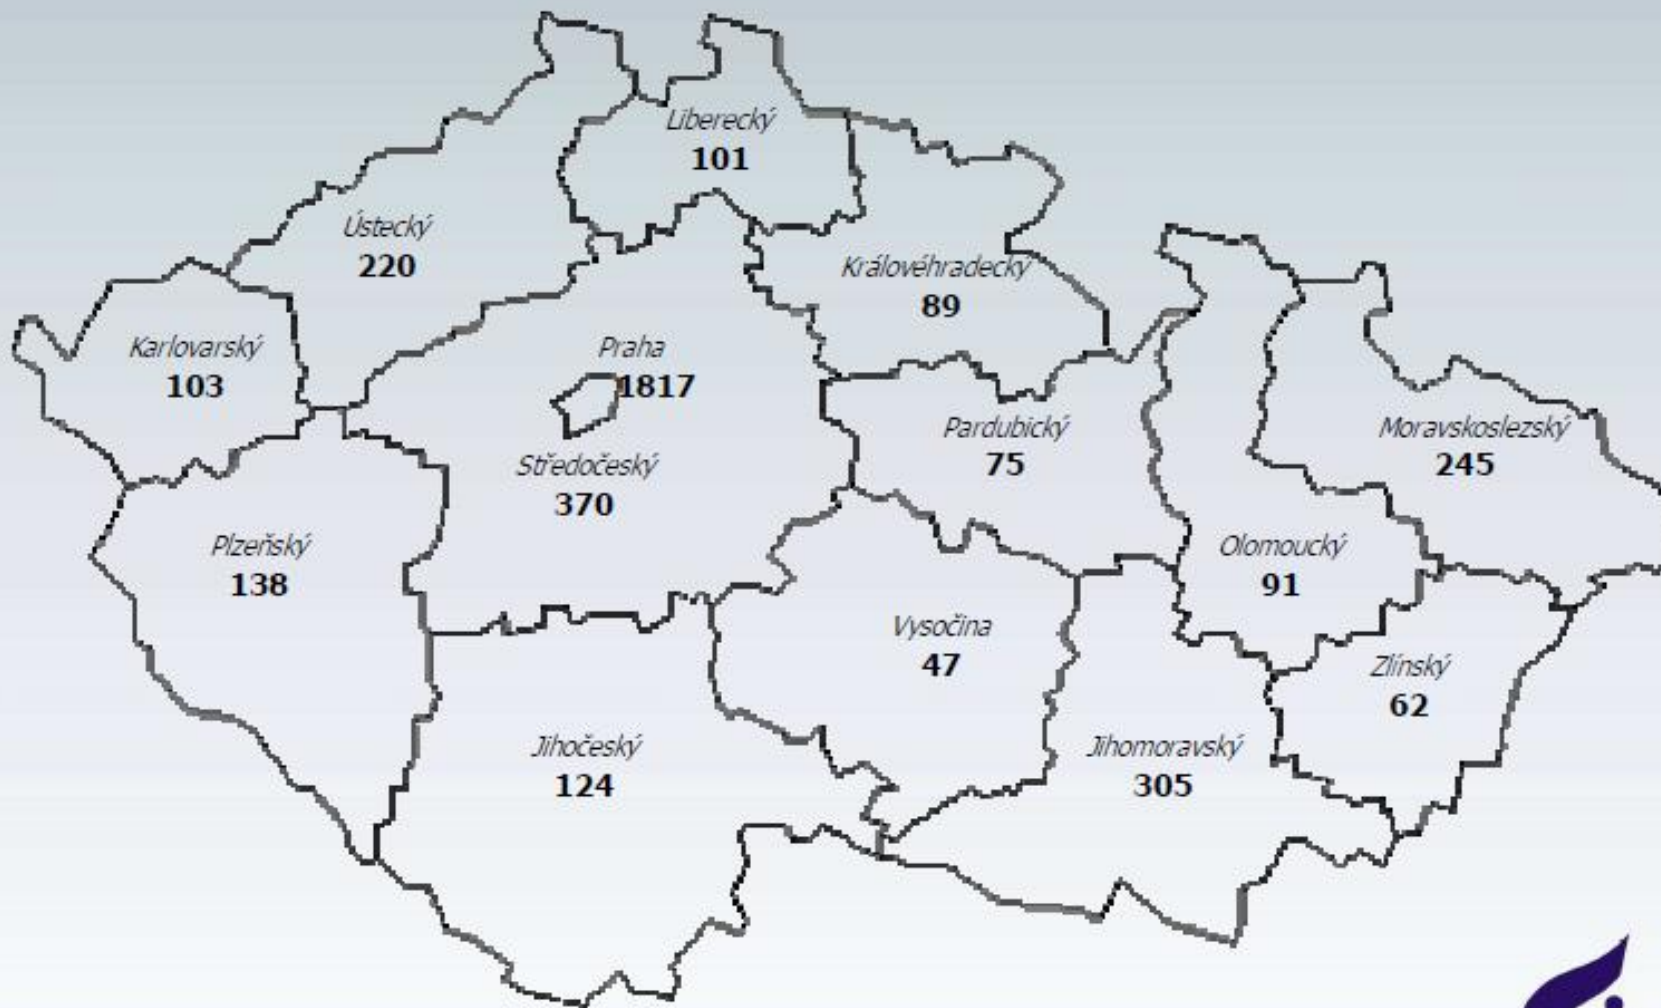 Liberecký
101
Ústecký
220
Královéhradecký
89
Karlovarský
103
Praha
1817
Pardubický
75
Moravskoslezský
245
Středočeský
370
Plzeňský
138
Olomoucký
91
Vysočina
47
Zlínský
62
Jihočeský
124
Jihomoravský
305